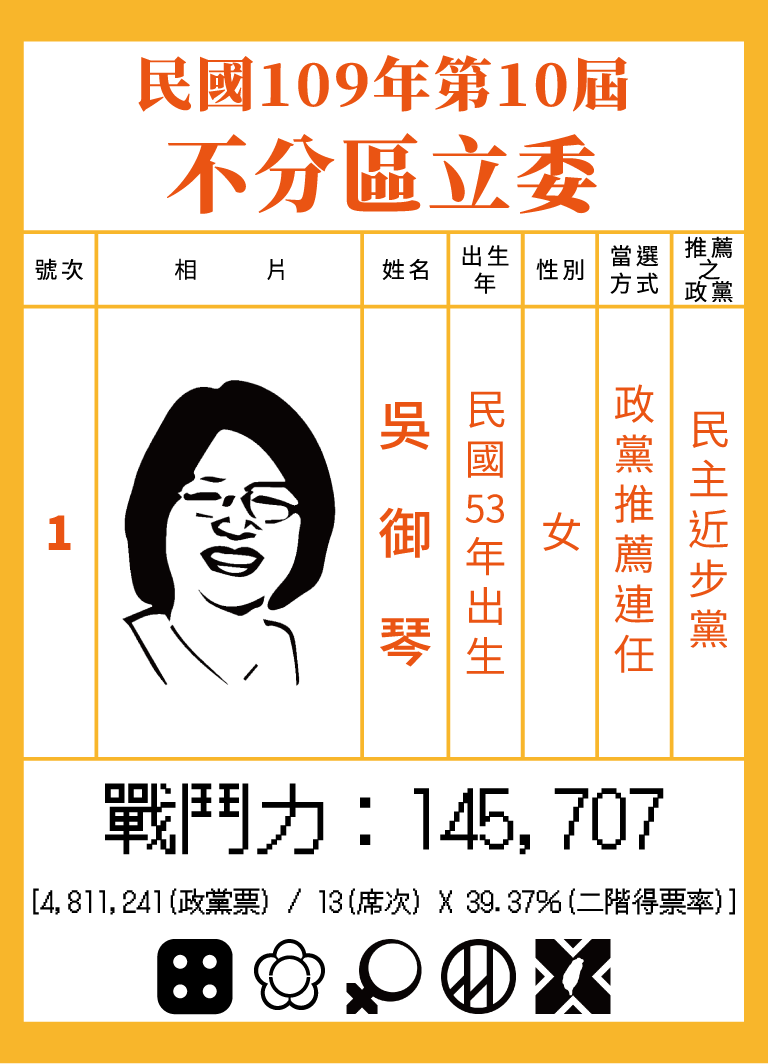 民國109年第10屆
不分區立委
號次
相片
姓名
出生年
性別
當選方式
推薦之政黨
1
吳御琴
民國53年出生
女
政黨推薦連任
民主近步黨
戰鬥力：145,707
[4,811,241(政黨票) / 13(席次) X 39.37%(二階得票率)]